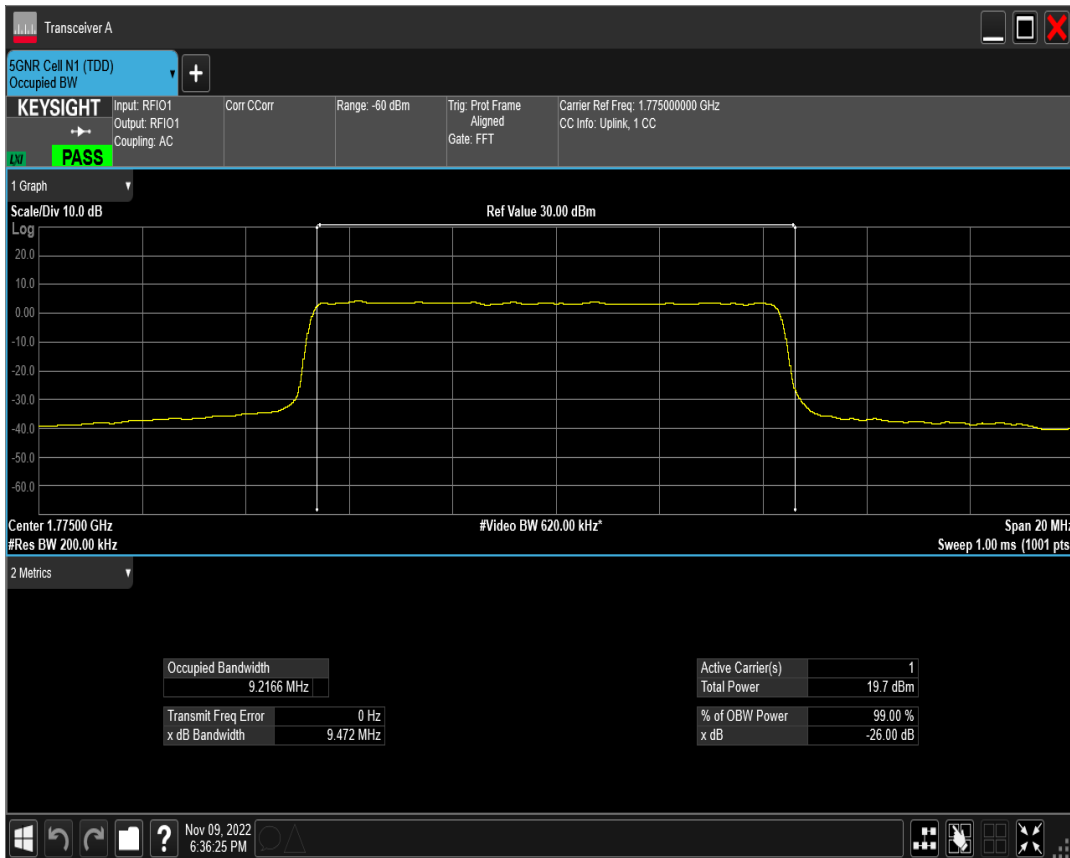 Transceiver A
5GNR Cell N1 (TDD)
Occupied BW
+
KEYSIGHT
LXI
PASS
Input: RFIO1
Output: RFIO1
Coupling: AC
Corr CCorr
Range: -60 dBm
Trig: Prot Frame
Aligned
Gate: FFT
Carrier Ref Freq: 1.775000000 GHz
CC Info: Uplink, 1 CC
1 Graph
Scale/Div 10.0 dB
Ref Value 30.00 dBm
Log
20.0
10.0
0.00
-10.0
-20.0
-30.0
-40.0
-50.0
-60.0
Center 1.77500 GHz
#Video BW 620.00 kHz*
Span 20 MHz
#Res BW 200.00 kHz
Sweep 1.00 ms (1001 pts
2 Metrics
Occupied Bandwidth
9.2166 MHz
Transmit Freq Error 0 Hz
x dB Bandwidth 9.472 MHz
Active Carrier(s) 1
Total Power 19.7 dBm
% of OBW Power 99.00 %
x dB -26.00 dB
?
Nov 09, 2022
6:36:25 PM